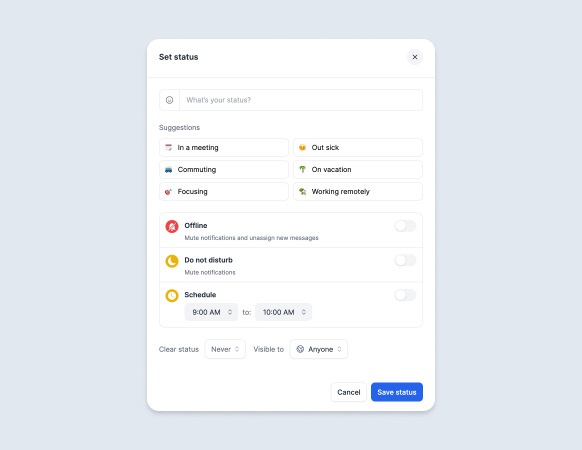 Set status
What's your status?
Suggestions
In a meeting
Out sick
Commuting
On vacation
Focusing
Working remotely
Offline
Mute notifications and unassign new messages
Do not disturb
Mute notifications
Schedule
9:00 AM to: 10:00 AM
Clear status Never Visible to Anyone
Cancel Save status